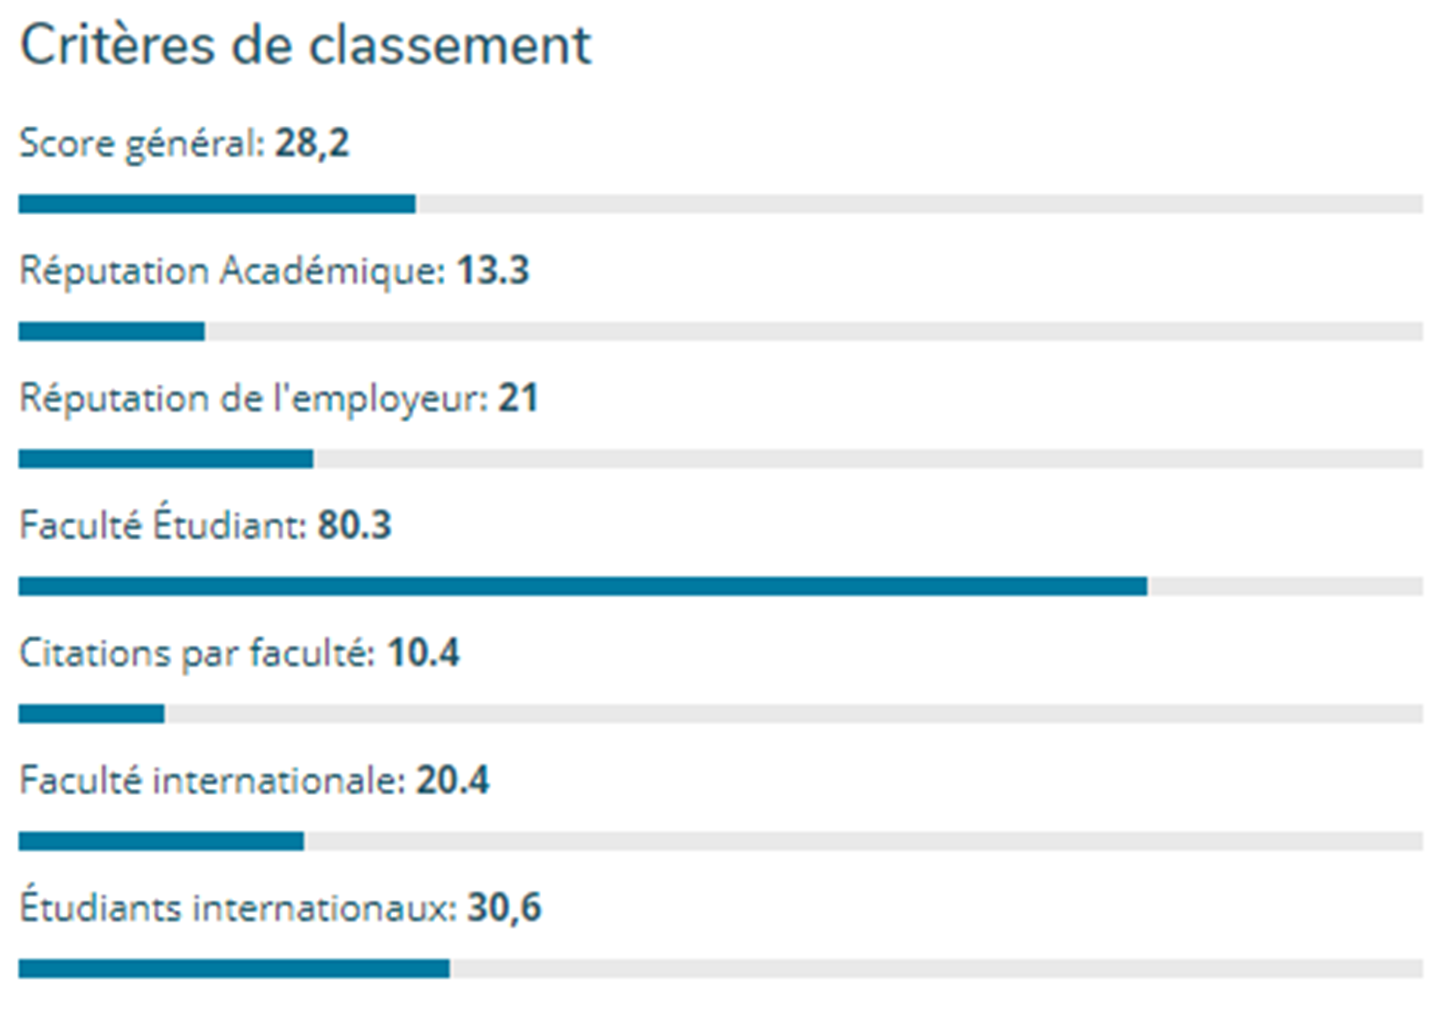 Critères de classement
Score général: 28,2
Réputation Académique: 13.3
Réputation de l'employeur: 21
Faculté Étudiant: 80.3
Citations par faculté: 10.4
Faculté internationale: 20.4
Étudiants internationaux: 30,6